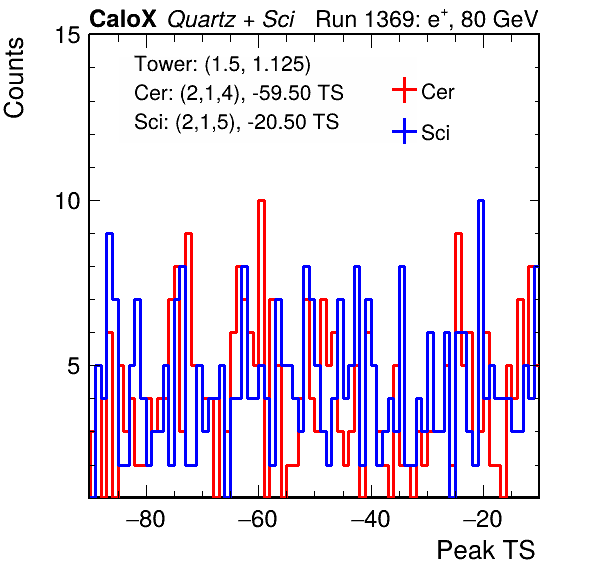 CaloX Quartz + Sci Run 1369: e+, 80 GeV
Counts
15
10
5
Tower: (1.5, 1.125)
Cer: (2,1,4), -59.50 TS
Sci: (2,1,5), -20.50 TS
Cer
Sci
−80 −60 −40 −20
Peak TS